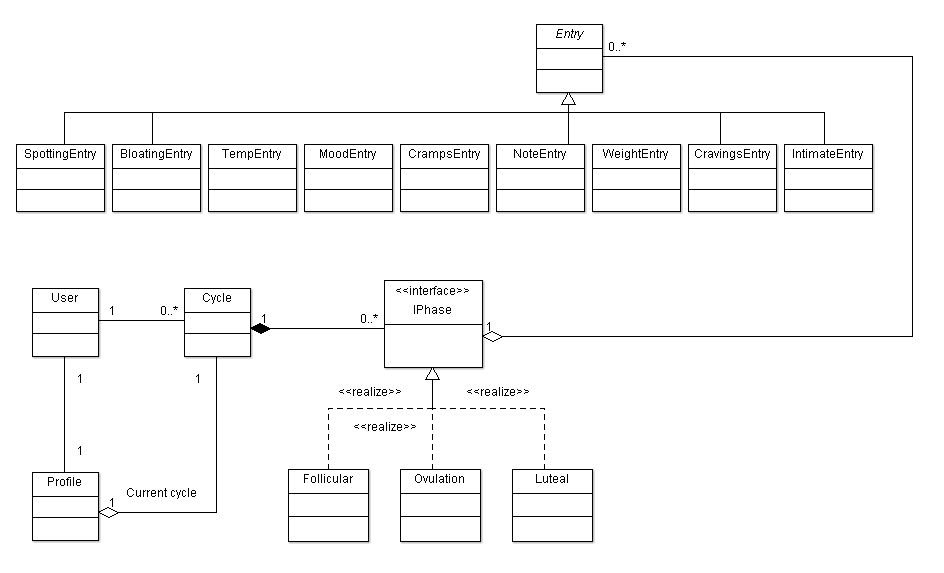 Entry
0..*
SpottingEntry
BloatingEntry
TempEntry
MoodEntry
CrampsEntry
NoteEntry
WeightEntry
CravingsEntry
IntimateEntry
User
1
0..*
Cycle
1
0..*
<<interface>>
IPhase
1
1
1
<<realize>>
<<realize>>
<<realize>>
1
Profile
1
Current cycle
Follicular
Ovulation
Luteal